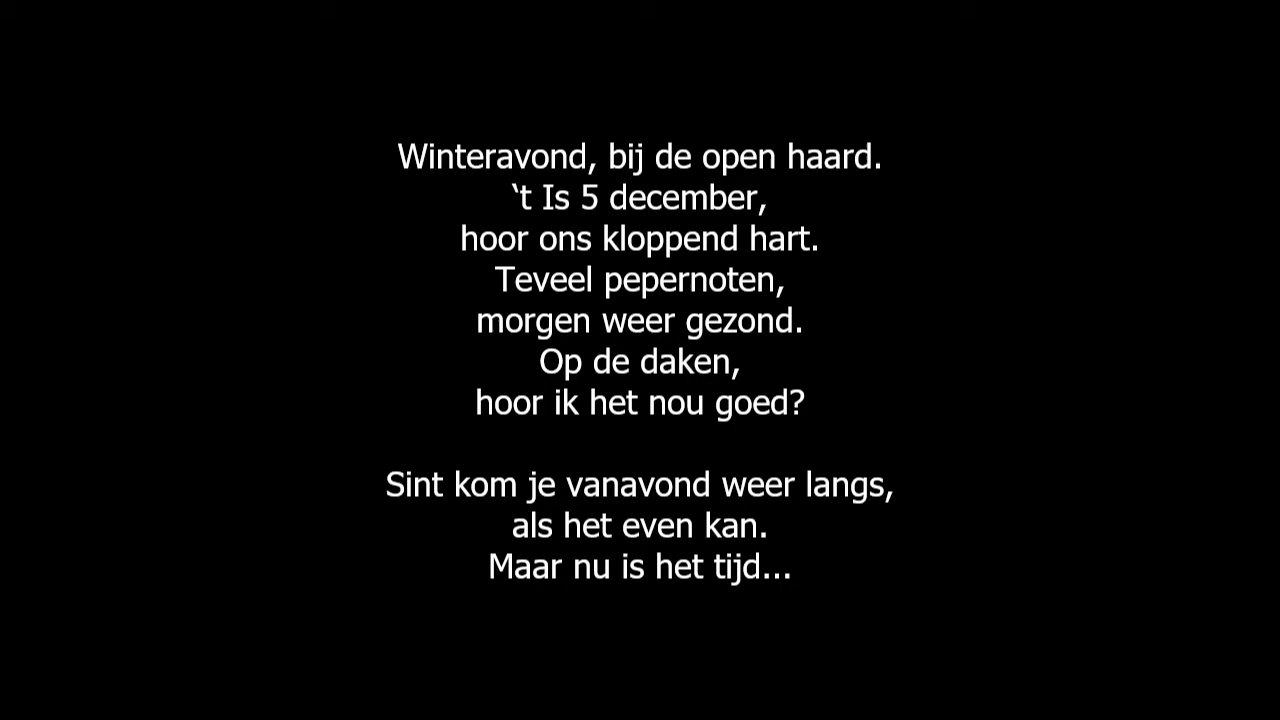 Winteravond, bij de open haard.
‘t Is 5 december,
hoor ons kloppend hart.
Teveel pepernoten,
morgen weer gezond.
Op de daken,
hoor ik het nou goed?
Sint kom je vanavond weer langs,
als het even kan.
Maar nu is het tijd...